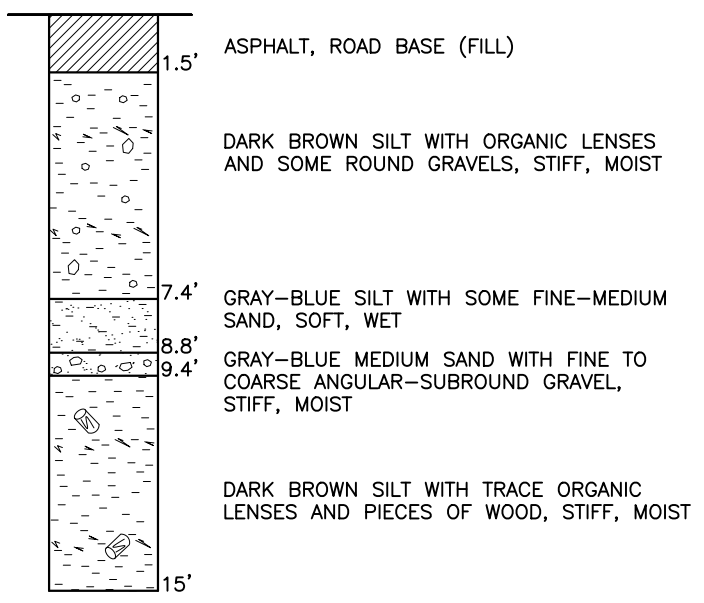 ASPHALT, ROAD BASE (FILL)
1.5'
DARK BROWN SILT WITH ORGANIC LENSES
AND SOME ROUND GRAVELS, STIFF, MOIST
7.4'
GRAY-BLUE SILT WITH SOME FINE-MEDIUM
SAND, SOFT, WET
8.8'
9.4'
GRAY-BLUE MEDIUM SAND WITH FINE TO
COARSE ANGULAR-SUBROUND GRAVEL,
STIFF, MOIST
DARK BROWN SILT WITH TRACE ORGANIC
LENSES AND PIECES OF WOOD, STIFF, MOIST
15'